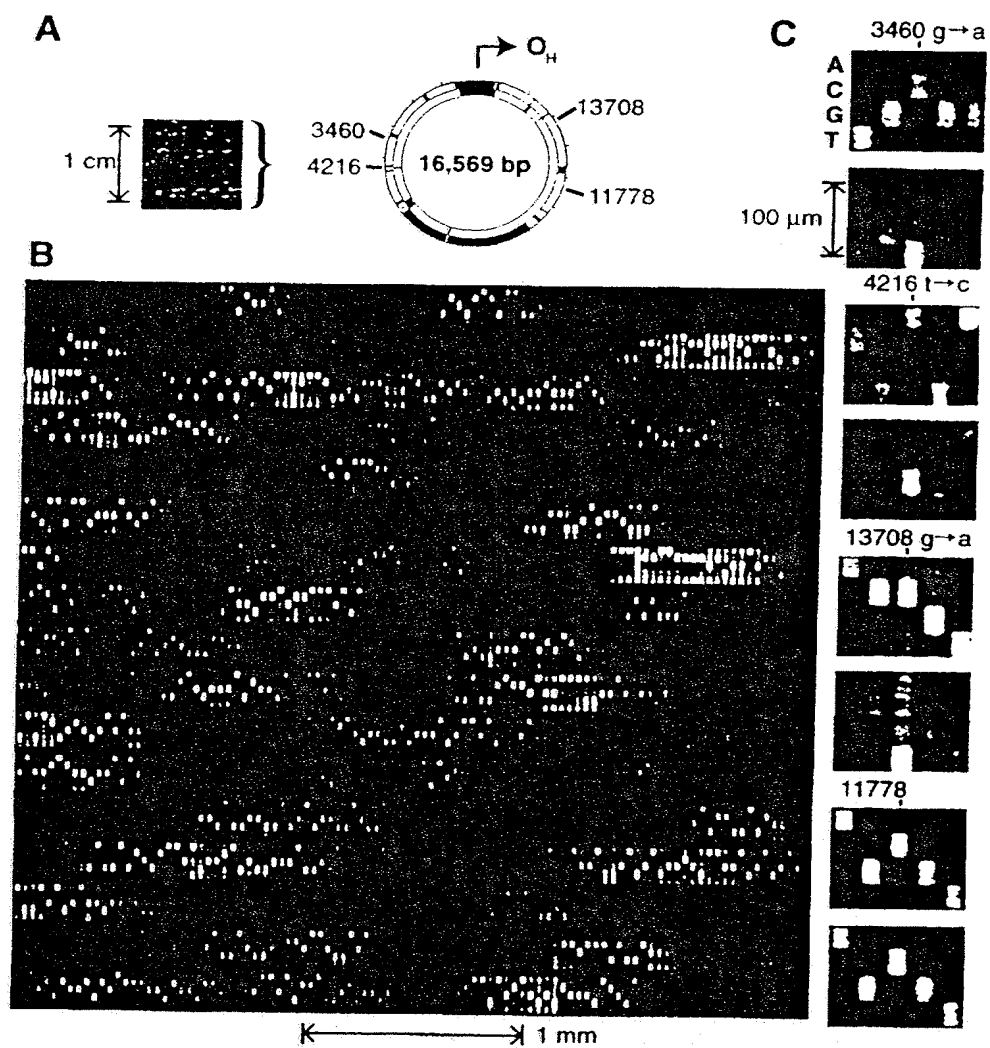 A
O_H
13708
3460
1 cm
4216
16,569 bp
11778
B
1 mm
C
3460 g→a
A
C
G
T
100 µm
4216 t→c
13708 g→a
11778